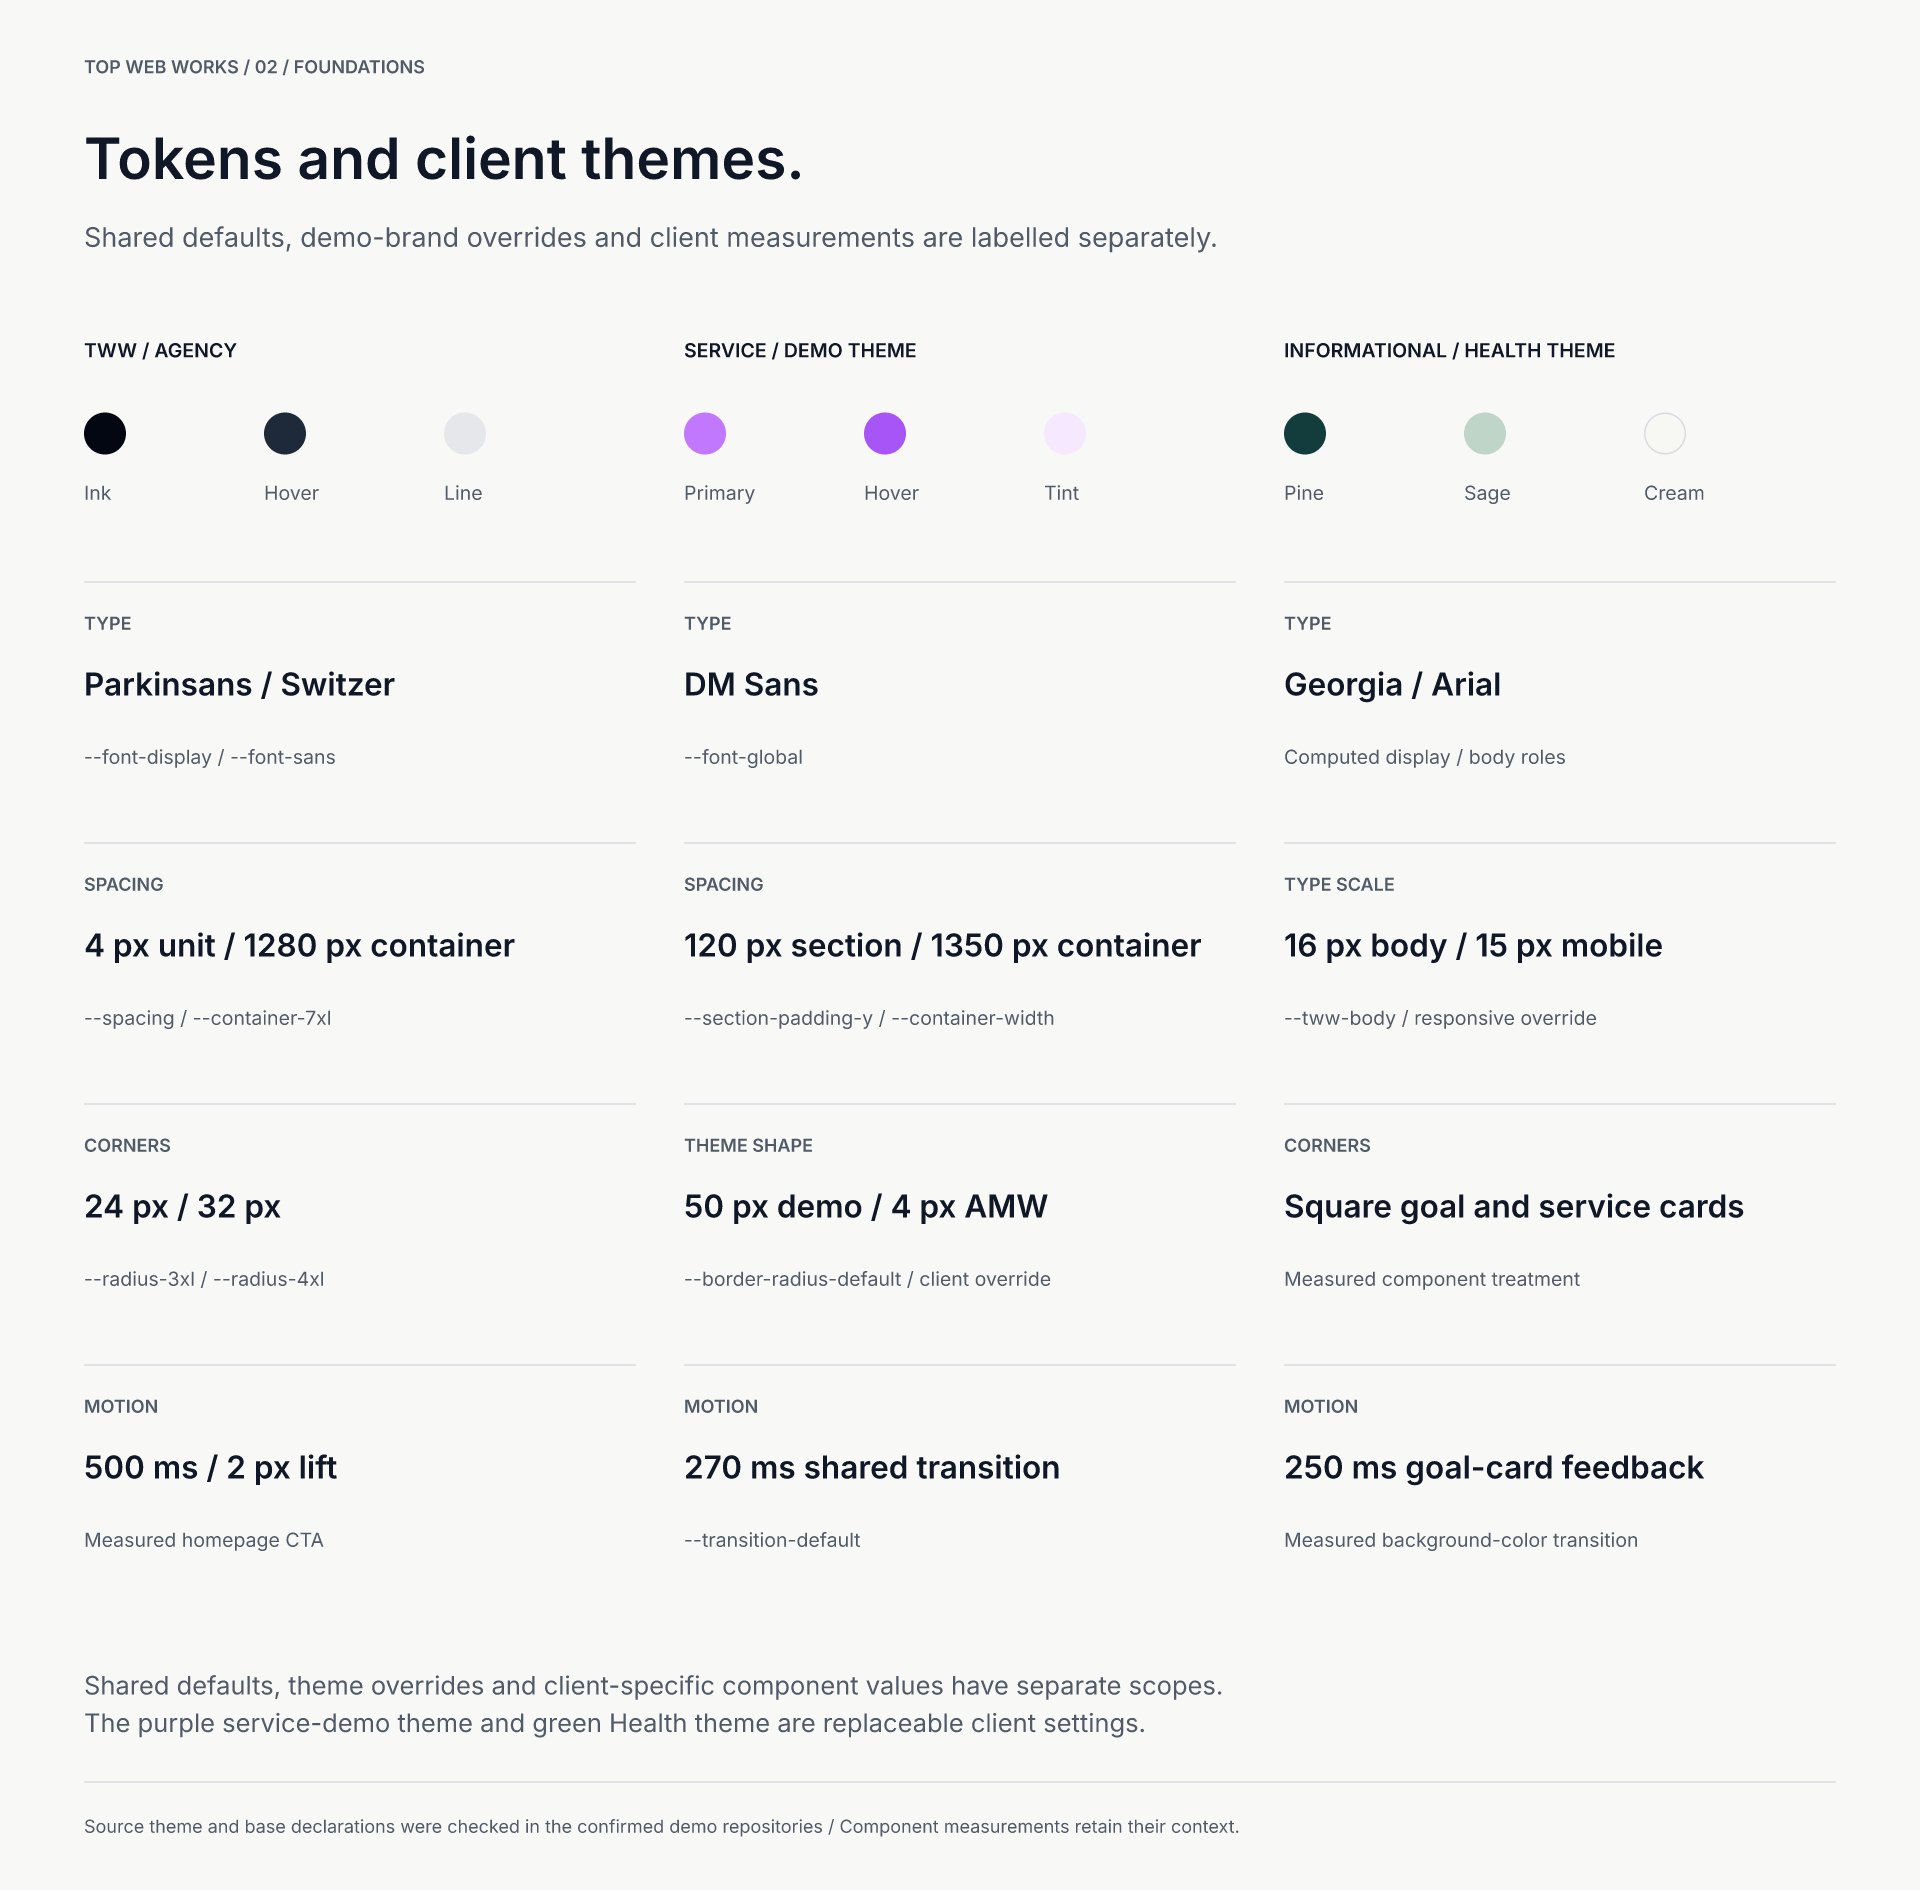 TOP WEB WORKS / 02 / FOUNDATIONS
Tokens and client themes.
Shared defaults, demo-brand overrides and client measurements are labelled separately.
TWW / AGENCY
Ink
Hover
Line
TYPE
Parkinsans / Switzer
--font-display / --font-sans
SPACING
4 px unit / 1280 px container
--spacing / --container-7xl
CORNERS
24 px / 32 px
--radius-3xl / --radius-4xl
MOTION
500 ms / 2 px lift
Measured homepage CTA
SERVICE / DEMO THEME
Primary
Hover
Tint
TYPE
DM Sans
--font-global
SPACING
120 px section / 1350 px container
--section-padding-y / --container-width
THEME SHAPE
50 px demo / 4 px AMW
--border-radius-default / client override
MOTION
270 ms shared transition
--transition-default
INFORMATIONAL / HEALTH THEME
Pine
Sage
Cream
TYPE
Georgia / Arial
Computed display / body roles
TYPE SCALE
16 px body / 15 px mobile
--tww-body / responsive override
CORNERS
Square goal and service cards
Measured component treatment
MOTION
250 ms goal-card feedback
Measured background-color transition
Shared defaults, theme overrides and client-specific component values have separate scopes.
The purple service-demo theme and green Health theme are replaceable client settings.
Source theme and base declarations were checked in the confirmed demo repositories / Component measurements retain their context.